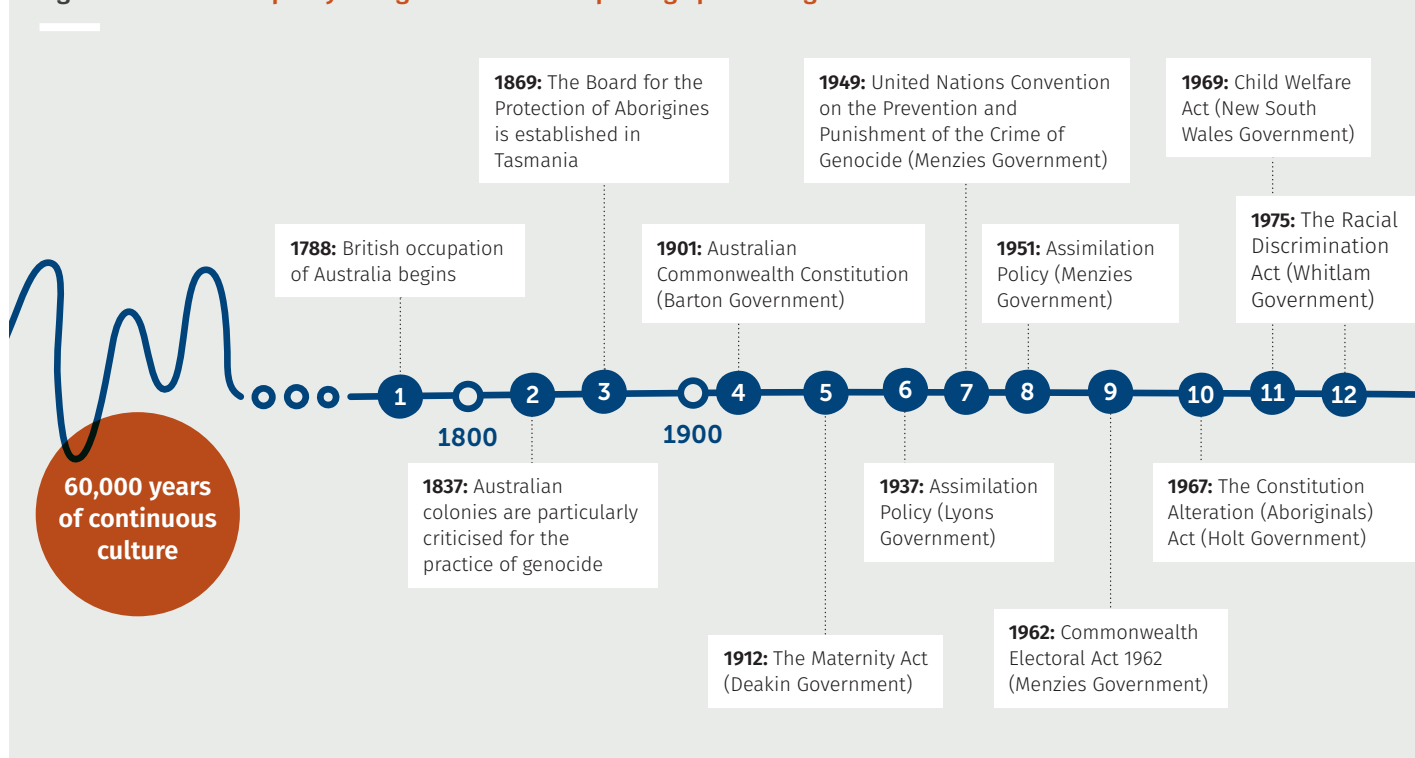 1869: The Board for the
Protection of Aborigines
is established in
Tasmania
1949: United Nations Convention
on the Prevention and
Punishment of the Crime of
Genocide (Menzies Government)
1969: Child Welfare
Act (New South
Wales Government)
1788: British occupation
of Australia begins
1901: Australian
Commonwealth Constitution
(Barton Government)
1951: Assimilation
Policy (Menzies
Government)
1975: The Racial
Discrimination
Act (Whitlam
Government)
1 2 3 4 5 6 7 8 9 10 11 12
1800
1900
60,000 years
of continuous
culture
1837: Australian
colonies are particularly
criticised for the
practice of genocide
1937: Assimilation
Policy (Lyons
Government)
1967: The Constitution
Alteration (Aboriginals)
Act (Holt Government)
1912: The Maternity Act
(Deakin Government)
1962: Commonwealth
Electoral Act 1962
(Menzies Government)